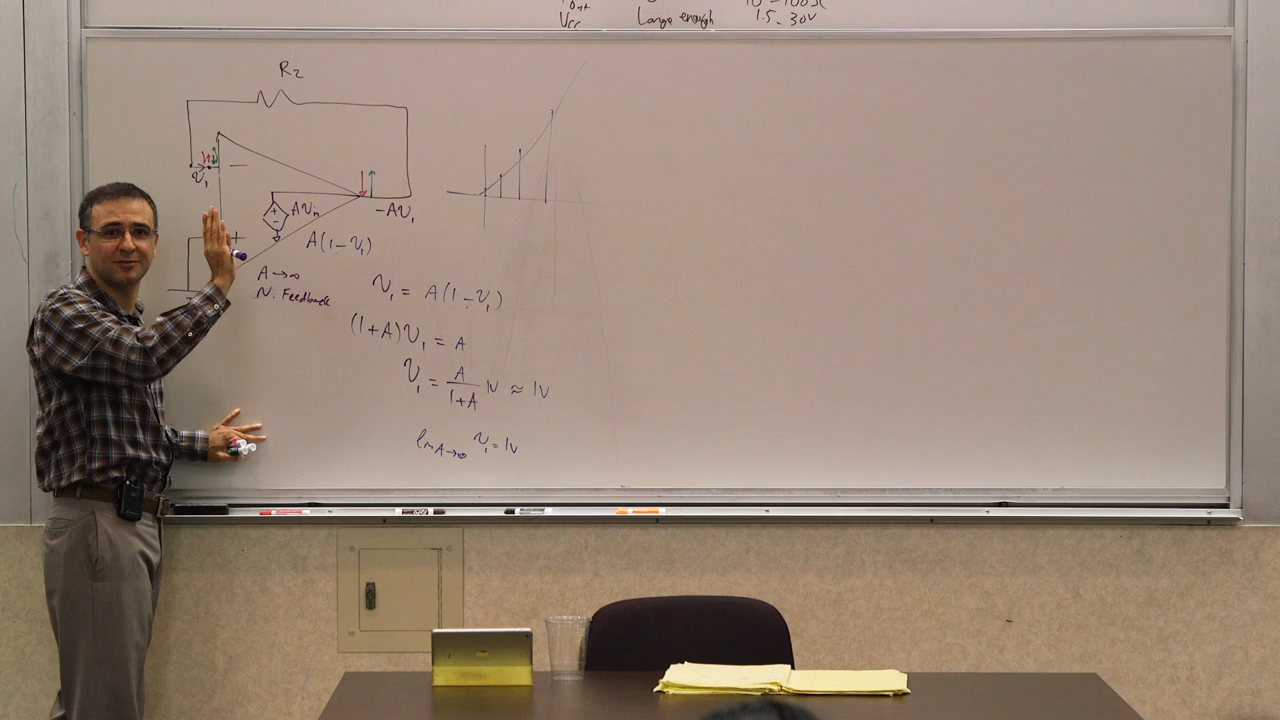 Vcc Large enough 1.5-30V
R2
v1
−
−Av1
+
−
Avin
+
A(1-v1)
A→∞
N. Feedback
v1 = A(1-v1)
(1+A)v1 = A
v1 = A/(1+A) 1V ≈ 1V
lim A→∞ v1 = 1V